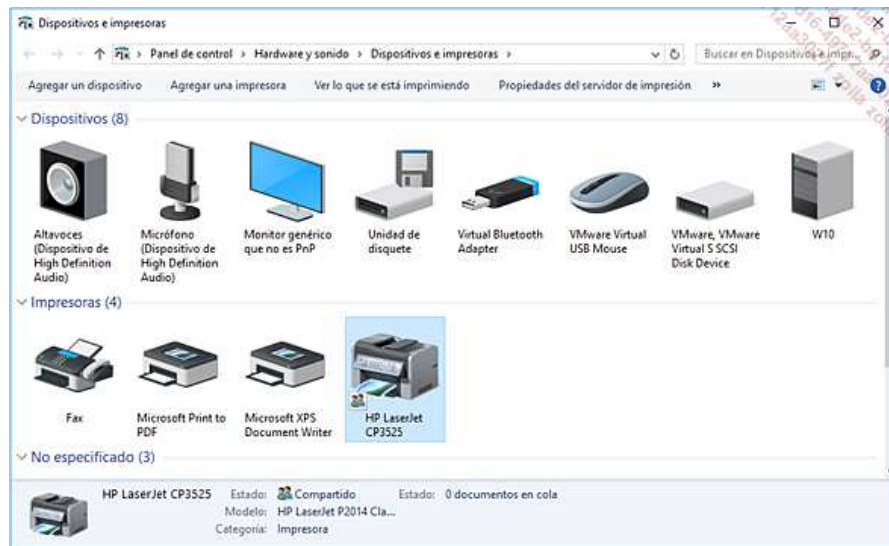 Dispositivos e impresoras
Panel de control > Hardware y sonido > Dispositivos e impresoras >
Buscar en Dispositivos e impr...
Agregar un dispositivo Agregar una impresora Ver lo que se está imprimiendo Propiedades del servidor de impresión »
Dispositivos (8)
Altavoces
(Dispositivo de
High Definition
Audio)
Micrófono
(Dispositivo de
High Definition
Audio)
Monitor genérico
que no es PnP
Unidad de
disquete
Virtual Bluetooth
Adapter
VMware Virtual
USB Mouse
VMware, VMware
Virtual S SCSI
Disk Device
W10
Impresoras (4)
Fax
Microsoft Print to
PDF
Microsoft XPS
Document Writer
HP LaserJet
CP3525
No especificado (3)
HP LaserJet CP3525 Estado: Compartido Estado: 0 documentos en cola
Modelo: HP LaserJet P2014 Cla...
Categoría: Impresora